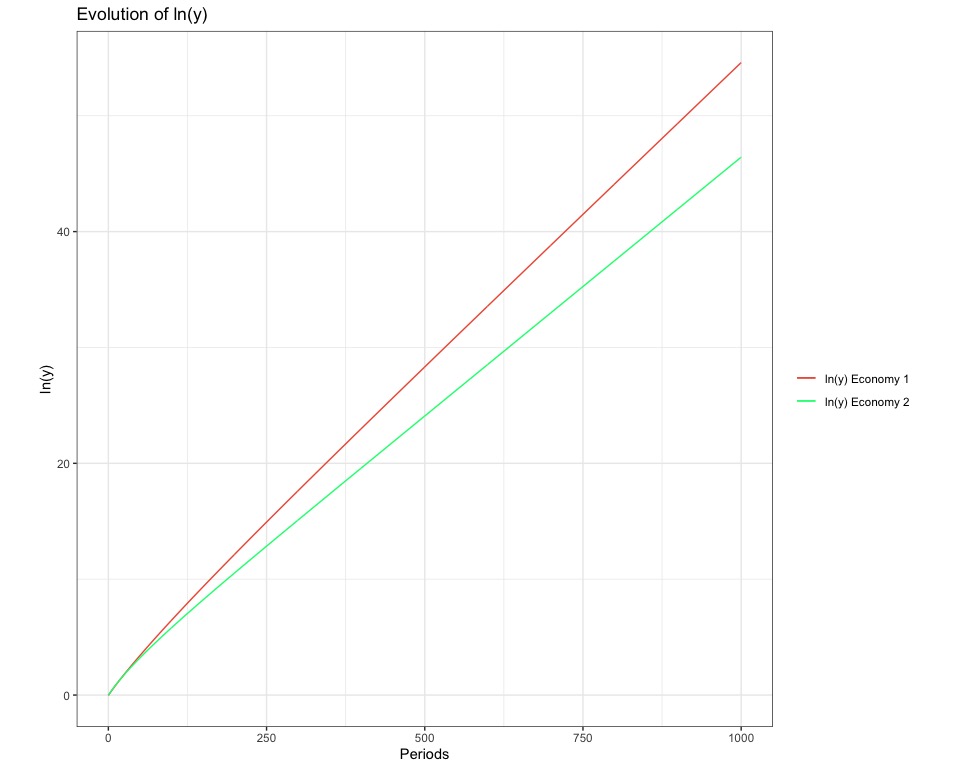 Evolution of ln(y)
ln(y)
40
20
0
0 250 500 750 1000
Periods
ln(y) Economy 1
ln(y) Economy 2